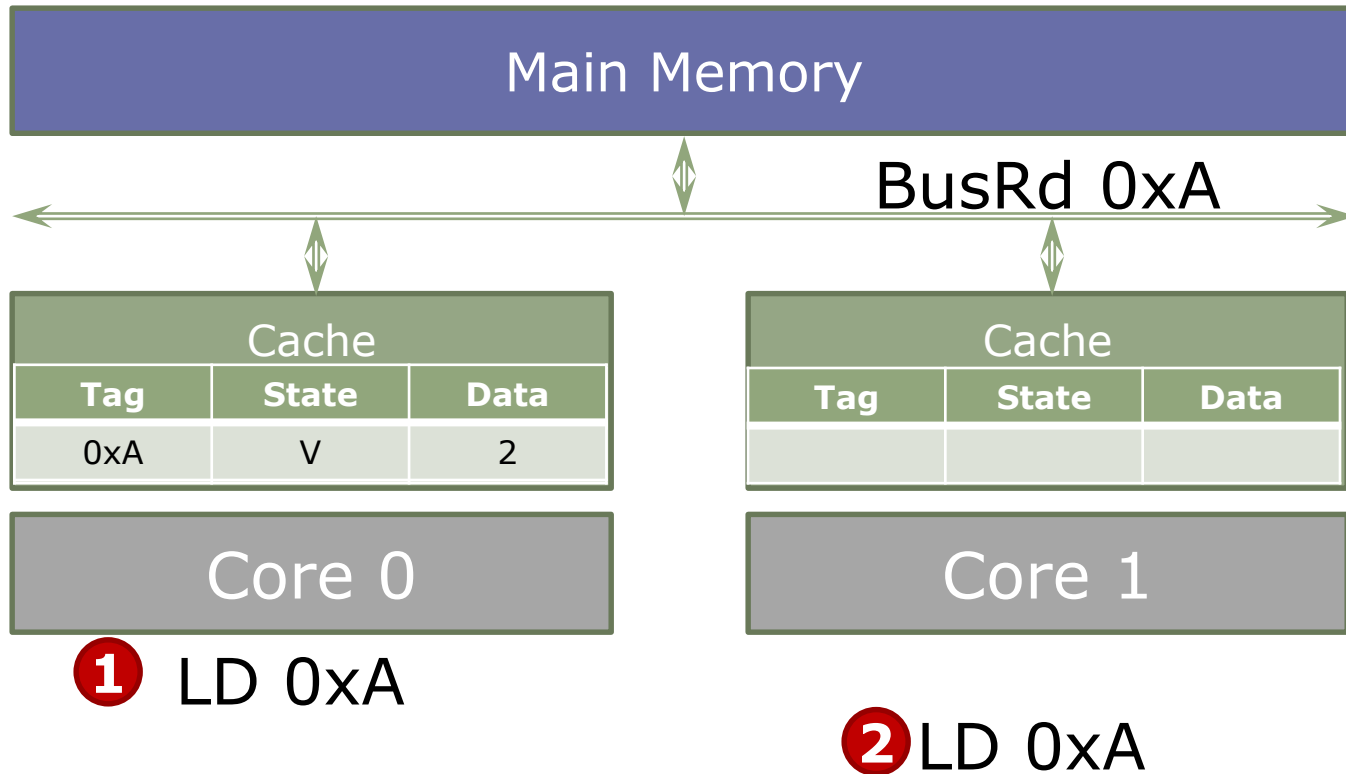 Main Memory
BusRd 0xA
Cache
Tag State Data
0xA V 2
Core 0
1 LD 0xA
Cache
Tag State Data
Core 1
2 LD 0xA